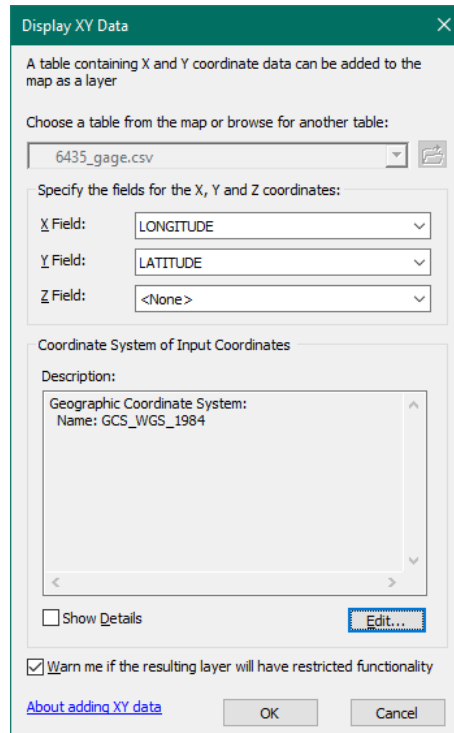 Display XY Data
A table containing X and Y coordinate data can be added to the
map as a layer
Choose a table from the map or browse for another table:
6435_gage.csv
Specify the fields for the X, Y and Z coordinates:
X Field:
LONGITUDE
Y Field:
LATITUDE
Z Field:
<None>
Coordinate System of Input Coordinates
Description:
Geographic Coordinate System:
Name: GCS_WGS_1984
Show Details
Edit...
Warn me if the resulting layer will have restricted functionality
About adding XY data
OK
Cancel